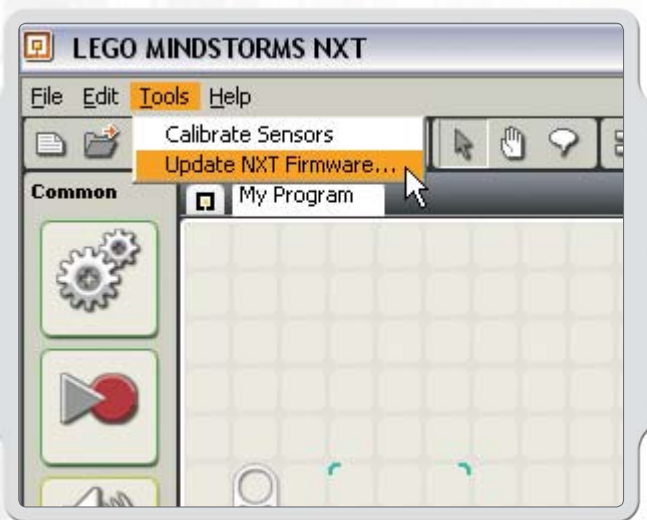 LEGO MINDSTORMS NXT
File Edit Tools Help
Calibrate Sensors
Update NXT Firmware...
Common
My Program